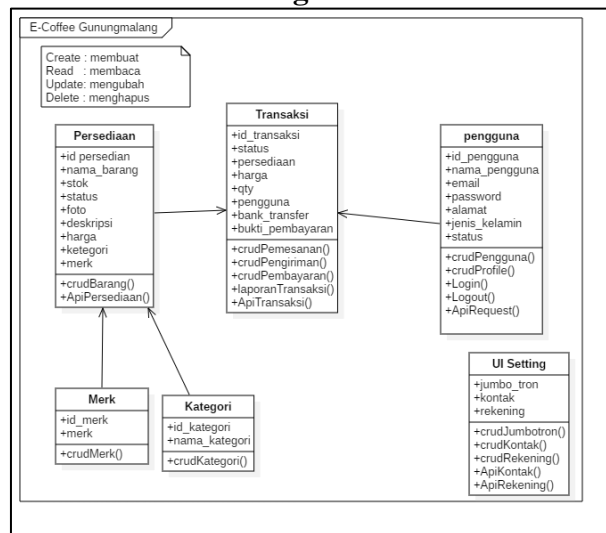 E-Coffee Gunungmalang
Create : membuat
Read : membaca
Update: mengubah
Delete : menghapus
Persediaan
+id persedian
+nama_barang
+stok
+status
+foto
+deskripsi
+harga
+ketegori
+merk
+crudBarang()
+ApiPersediaan()
Transaksi
+id_transaksi
+status
+persediaan
+harga
+qty
+pengguna
+bank_transfer
+bukti_pembayaran
+crudPemesanan()
+crudPengiriman()
+crudPembayaran()
+laporanTransaksi()
+ApiTransaksi()
pengguna
+id_pengguna
+nama_pengguna
+email
+password
+alamat
+jenis_kelamin
+status
+crudPengguna()
+crudProfile()
+Login()
+Logout()
+ApiRequest()
Merk
+id_merk
+merk
+crudMerk()
Kategori
+id_kategori
+nama_kategori
+crudKategori()
UI Setting
+jumbo_tron
+kontak
+rekening
+crudJumbotron()
+crudKontak()
+crudRekening()
+ApiKontak()
+ApiRekening()